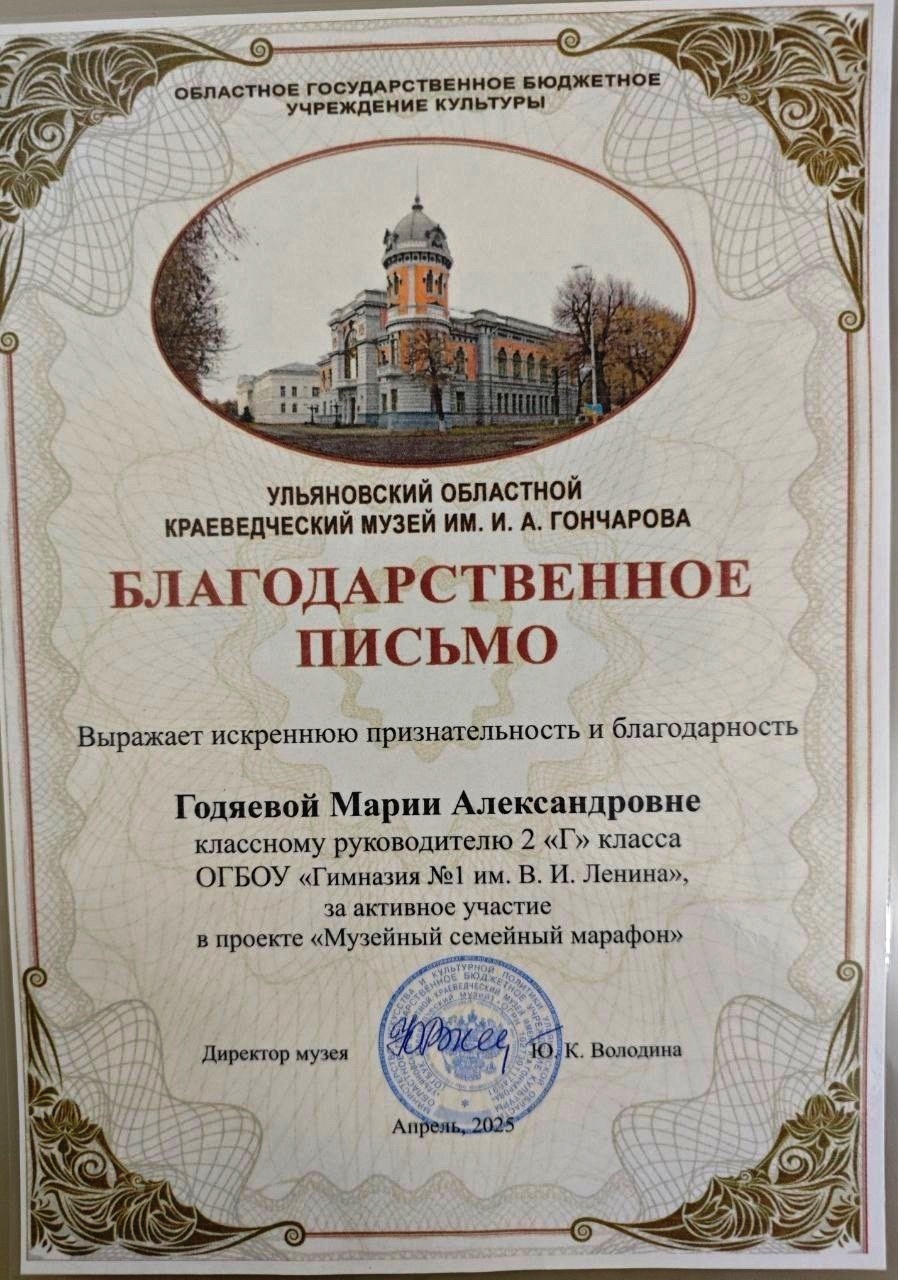 ОБЛАСТНОЕ ГОСУДАРСТВЕННОЕ БЮДЖЕТНОЕ
УЧРЕЖДЕНИЕ КУЛЬТУРЫ
УЛЬЯНОВСКИЙ ОБЛАСТНОЙ
КРАЕВЕДЧЕСКИЙ МУЗЕЙ ИМ. И. А. ГОНЧАРОВА
БЛАГОДАРСТВЕННОЕ
ПИСЬМО
Выражает искреннюю признательность и благодарность
Годяевой Марии Александровне
классному руководителю 2 «Г» класса
ОГБОУ «Гимназия №1 им. В. И. Ленина»,
за активное участие
в проекте «Музейный семейный марафон»
Директор музея Ю. К. Володина
Апрель, 2025